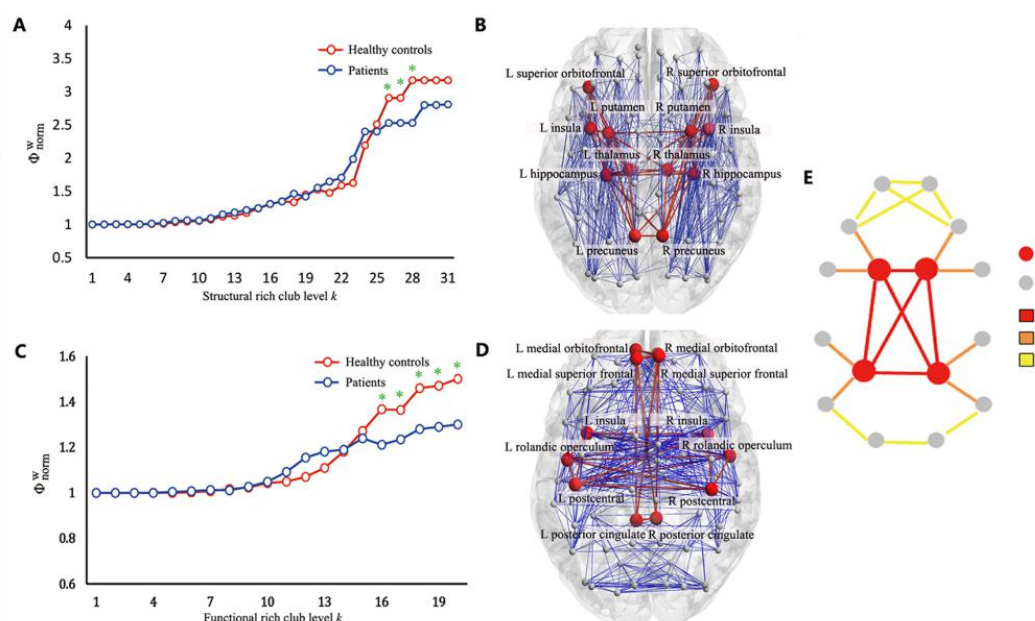 A
4
3.5
3
2.5
2
1.5
1
0.5
Φ w norm
Healthy controls
Patients
* * *
1 4 7 10 13 16 19 22 25 28 31
Structural rich club level k
B
L superior orbitofrontal R superior orbitofrontal
L putamen R putamen
L insula R insula
L thalamus R thalamus
L hippocampus R hippocampus
L precuneus R precuneus
C
1.6
1.4
1.2
1
0.8
0.6
Φ w norm
Healthy controls
Patients
* * * * *
1 4 7 10 13 16 19
Functional rich club level k
D
L medial orbitofrontal R medial orbitofrontal
L medial superior frontal R medial superior frontal
L insula R insula
L rolandic operculum R rolandic operculum
L postcentral R postcentral
L posterior cingulate R posterior cingulate
E